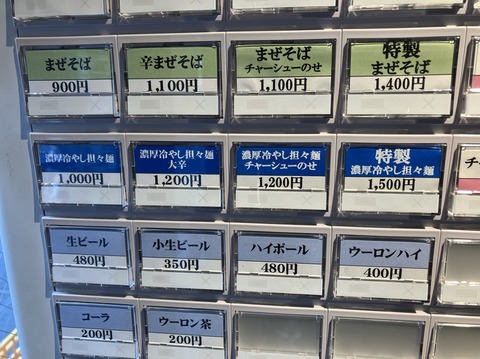 まぜそば
900円
辛まぜそば
1,100円
まぜそば
チャーシューのせ
1,100円
特製
まぜそば
1,400円
濃厚冷やし担々麺
1,000円
濃厚冷やし担々麺
大辛
1,200円
濃厚冷やし担々麺
チャーシューのせ
1,200円
特製
濃厚冷やし担々麺
1,500円
チ
生ビール
480円
小生ビール
350円
ハイボール
480円
ウーロンハイ
400円
コーラ
200円
ウーロン茶
200円